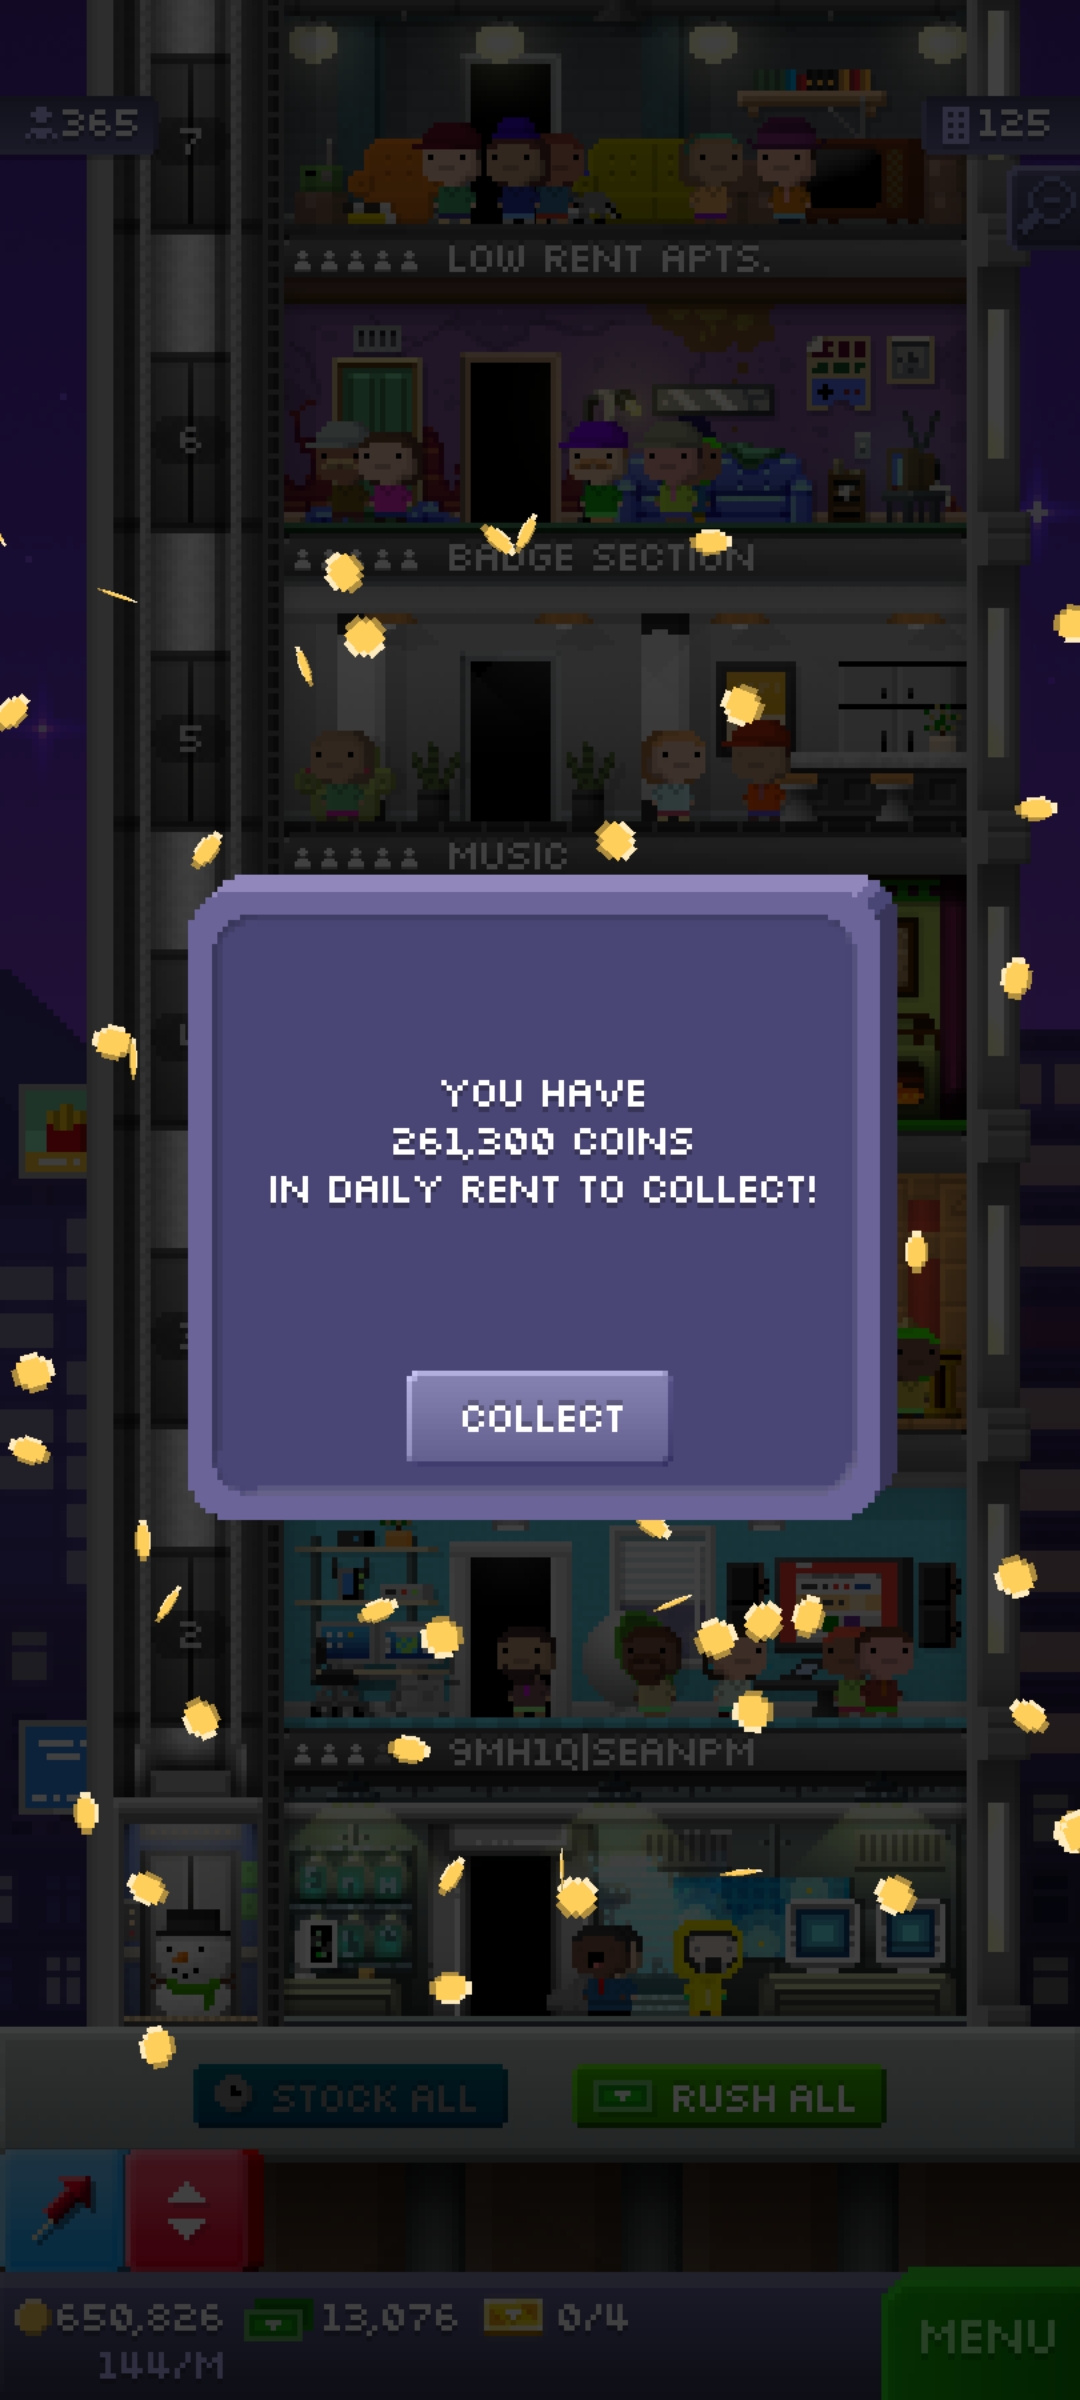 365
125
7
LOW RENT APTS.
6
BADGE SECTION
5
MUSIC
YOU HAVE
261,300 COINS
IN DAILY RENT TO COLLECT!
COLLECT
2
9MH1Q|SEANPM
STOCK ALL
RUSH ALL
650,826
13,076
0/4
144/M
MENU